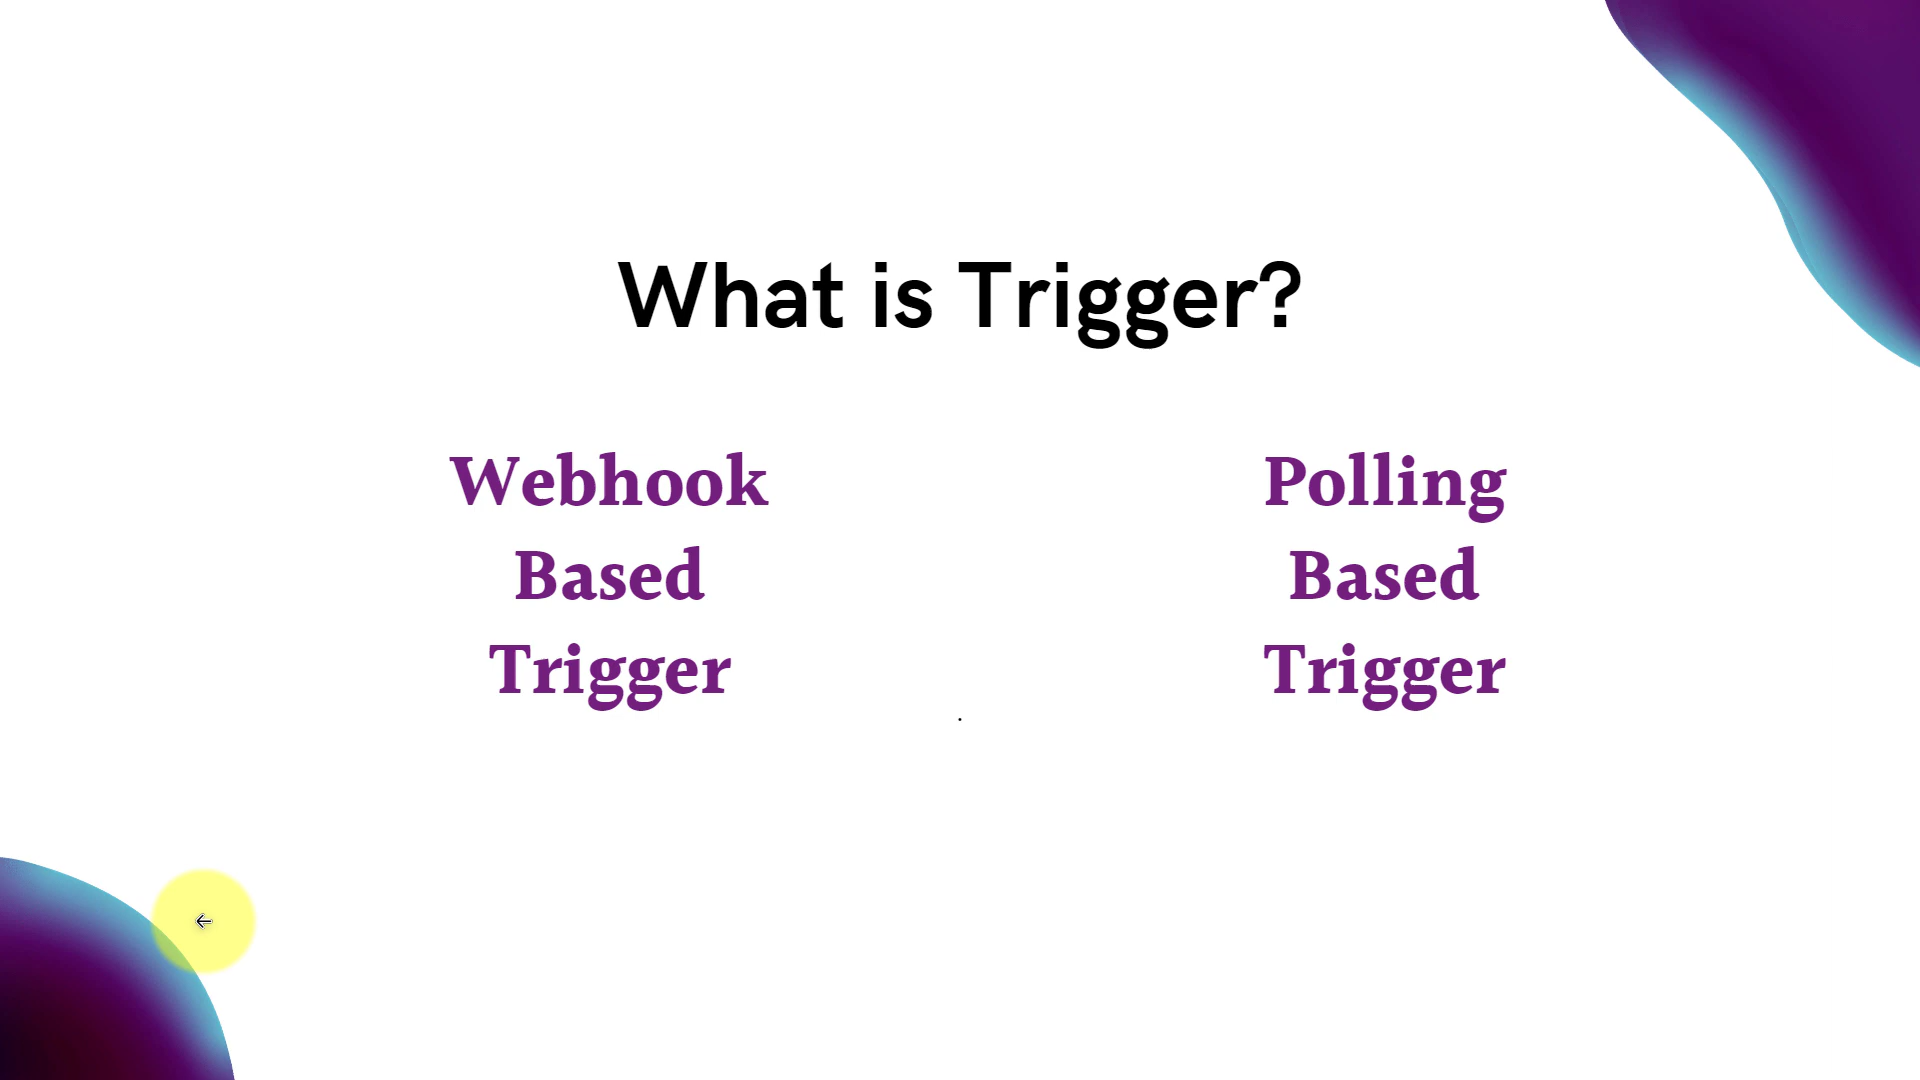 What is Trigger?
Webhook
Based
Trigger
Polling
Based
Trigger
.